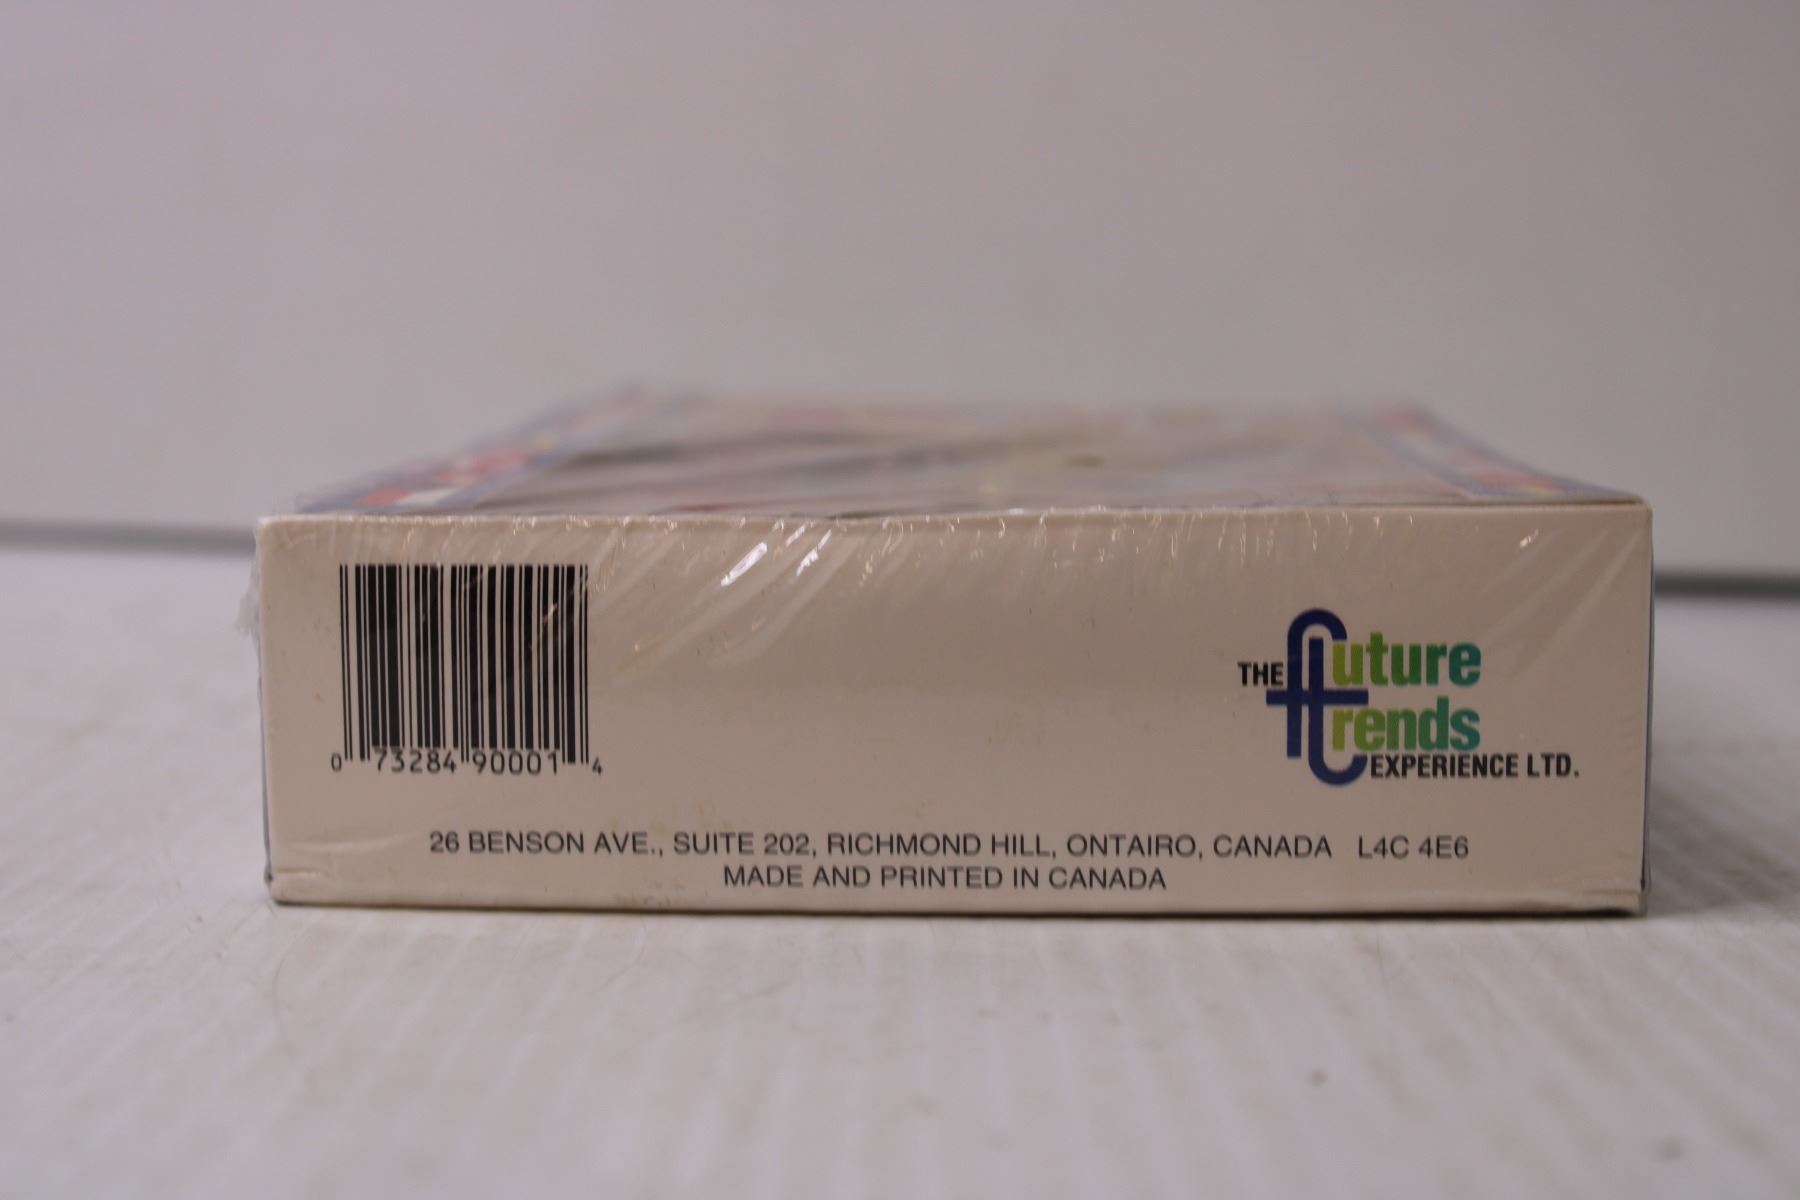 0 73284 90001 4
THE future
trends
EXPERIENCE LTD.
26 BENSON AVE., SUITE 202, RICHMOND HILL, ONTAIRO, CANADA L4C 4E6
MADE AND PRINTED IN CANADA